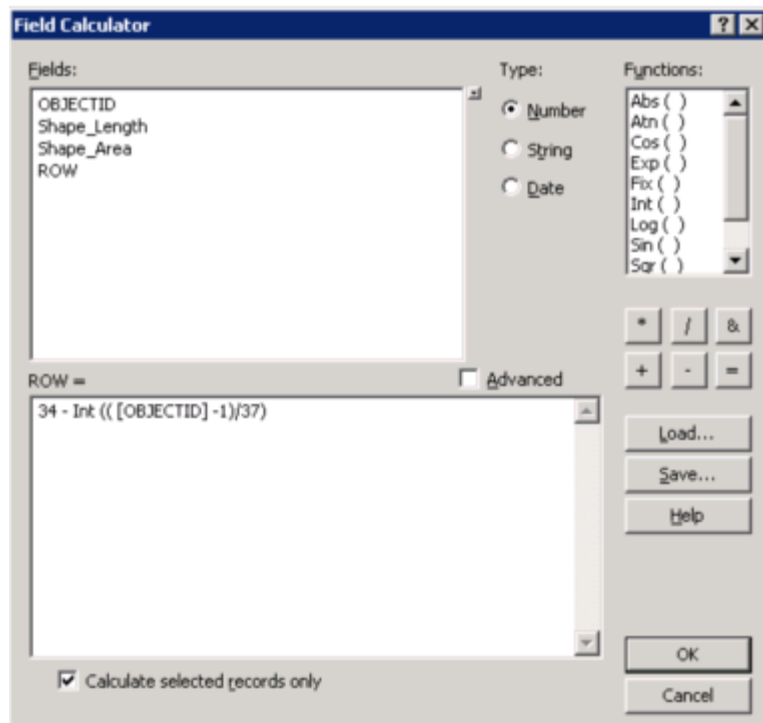 Field Calculator
Fields:
OBJECTID
Shape_Length
Shape_Area
ROW
Type:
Number
String
Date
Functions:
Abs ( )
Atn ( )
Cos ( )
Exp ( )
Fix ( )
Int ( )
Log ( )
Sin ( )
Sqr ( )
* / &
+ - =
ROW =
Advanced
34 - Int (( [OBJECTID] -1)/37)
Load...
Save...
Help
Calculate selected records only
OK
Cancel